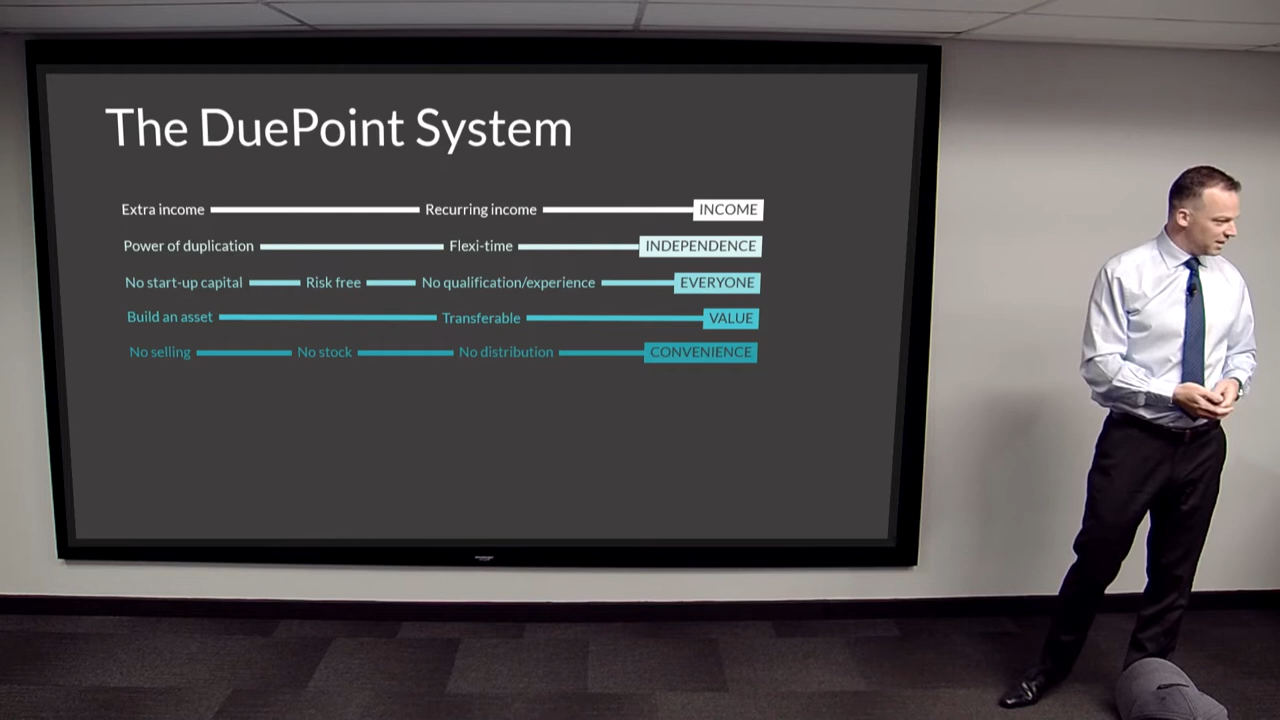 The DuePoint System
Extra income Recurring income INCOME
Power of duplication Flexi-time INDEPENDENCE
No start-up capital Risk free No qualification/experience EVERYONE
Build an asset Transferable VALUE
No selling No stock No distribution CONVENIENCE